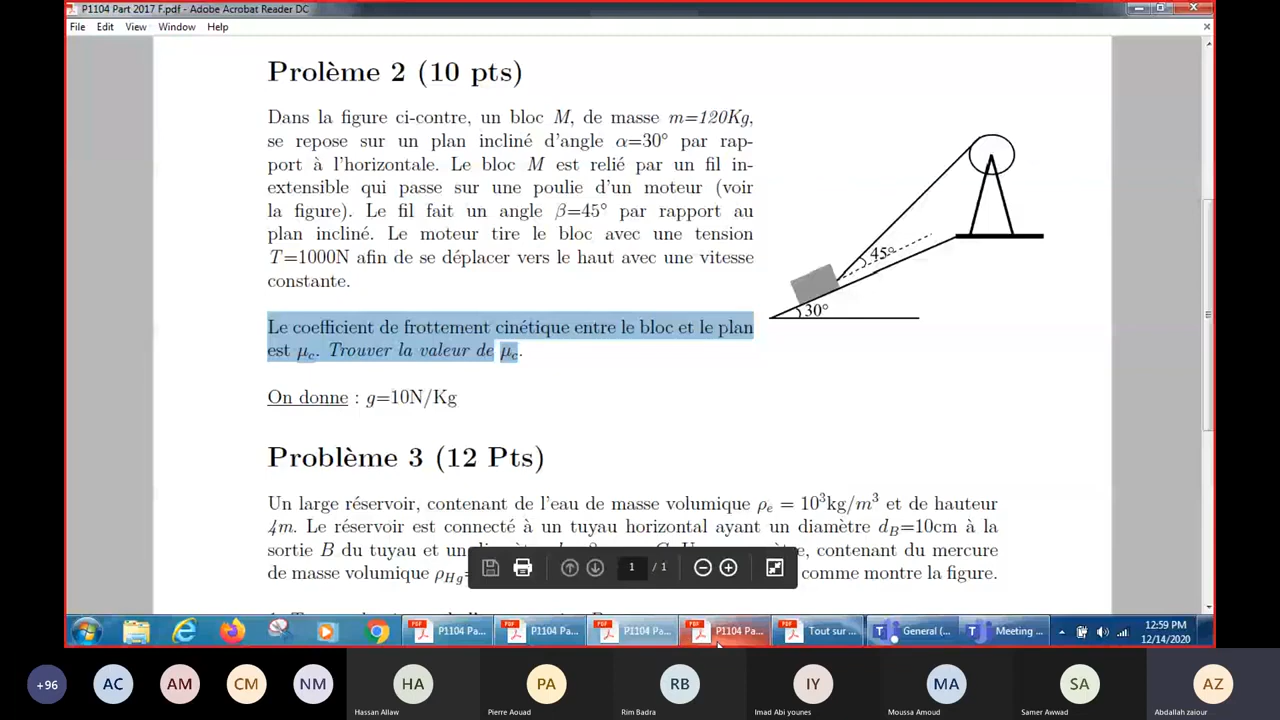 P1104 Part 2017 F.pdf - Adobe Acrobat Reader DC
File Edit View Window Help
Prolème 2 (10 pts)
Dans la figure ci-contre, un bloc M, de masse m=120Kg,
se repose sur un plan incliné d'angle α=30° par rap-
port à l'horizontale. Le bloc M est relié par un fil in-
extensible qui passe sur une poulie d'un moteur (voir
la figure). Le fil fait un angle β=45° par rapport au
plan incliné. Le moteur tire le bloc avec une tension
T=1000N afin de se déplacer vers le haut avec une vitesse
constante.
45°
30°
Le coefficient de frottement cinétique entre le bloc et le plan
est μc. Trouver la valeur de μc.
On donne : g=10N/Kg
Problème 3 (12 Pts)
Un large réservoir, contenant de l'eau de masse volumique ρe = 10³kg/m³ et de hauteur
4m. Le réservoir est connecté à un tuyau horizontal ayant un diamètre dB=10cm à la
sortie B du tuyau et un
e, contenant du mercure
de masse volumique ρHg=
comme montre la figure.
1 / 1
P1104 Pa...
P1104 Pa...
P1104 Pa...
P1104 Pa...
Tout sur ...
General (...
Meeting ...
12:59 PM
12/14/2020
+96
AC
AM
CM
NM
HA
Hassan Allaw
PA
Pierre Aouad
RB
Rim Badra
IY
Imad Abi younes
MA
Moussa Amoud
SA
Samer Awwad
AZ
Abdallah zaiour